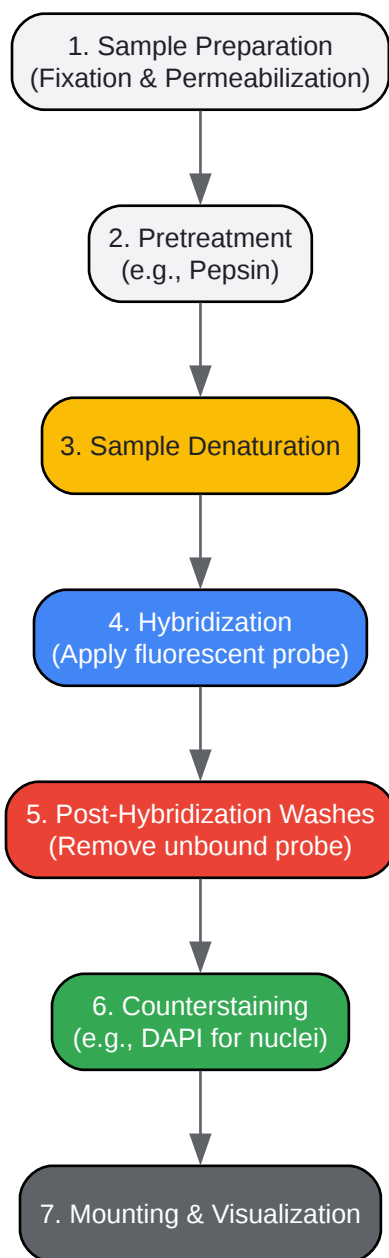 1. Sample Preparation
(Fixation & Permeabilization)
2. Pretreatment
(e.g., Pepsin)
3. Sample Denaturation
4. Hybridization
(Apply fluorescent probe)
5. Post-Hybridization Washes
(Remove unbound probe)
6. Counterstaining
(e.g., DAPI for nuclei)
7. Mounting & Visualization